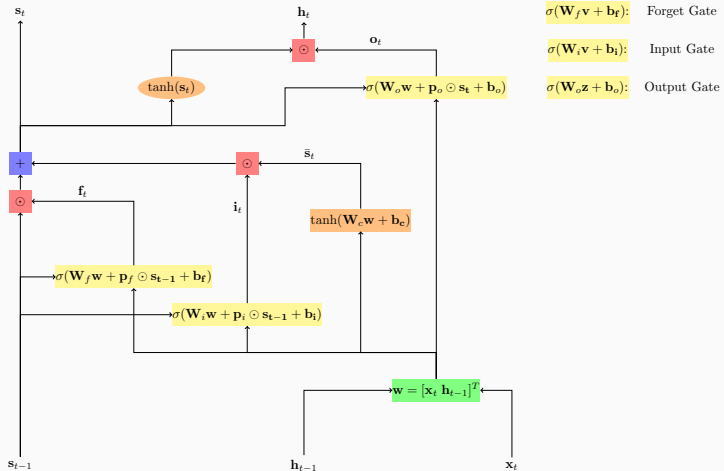 s_t
h_t
σ(W_f v + b_f): Forget Gate
o_t
⊙
σ(W_i v + b_i): Input Gate
tanh(s_t)
σ(W_o w + p_o ⊙ s_t + b_o)
σ(W_o z + b_o): Output Gate
s̄_t
+
⊙
f_t
⊙
i_t
tanh(W_c w + b_c)
σ(W_f w + p_f ⊙ s_{t−1} + b_f)
σ(W_i w + p_i ⊙ s_{t−1} + b_i)
w = [x_t h_{t−1}]^T
s_{t−1}
h_{t−1}
x_t